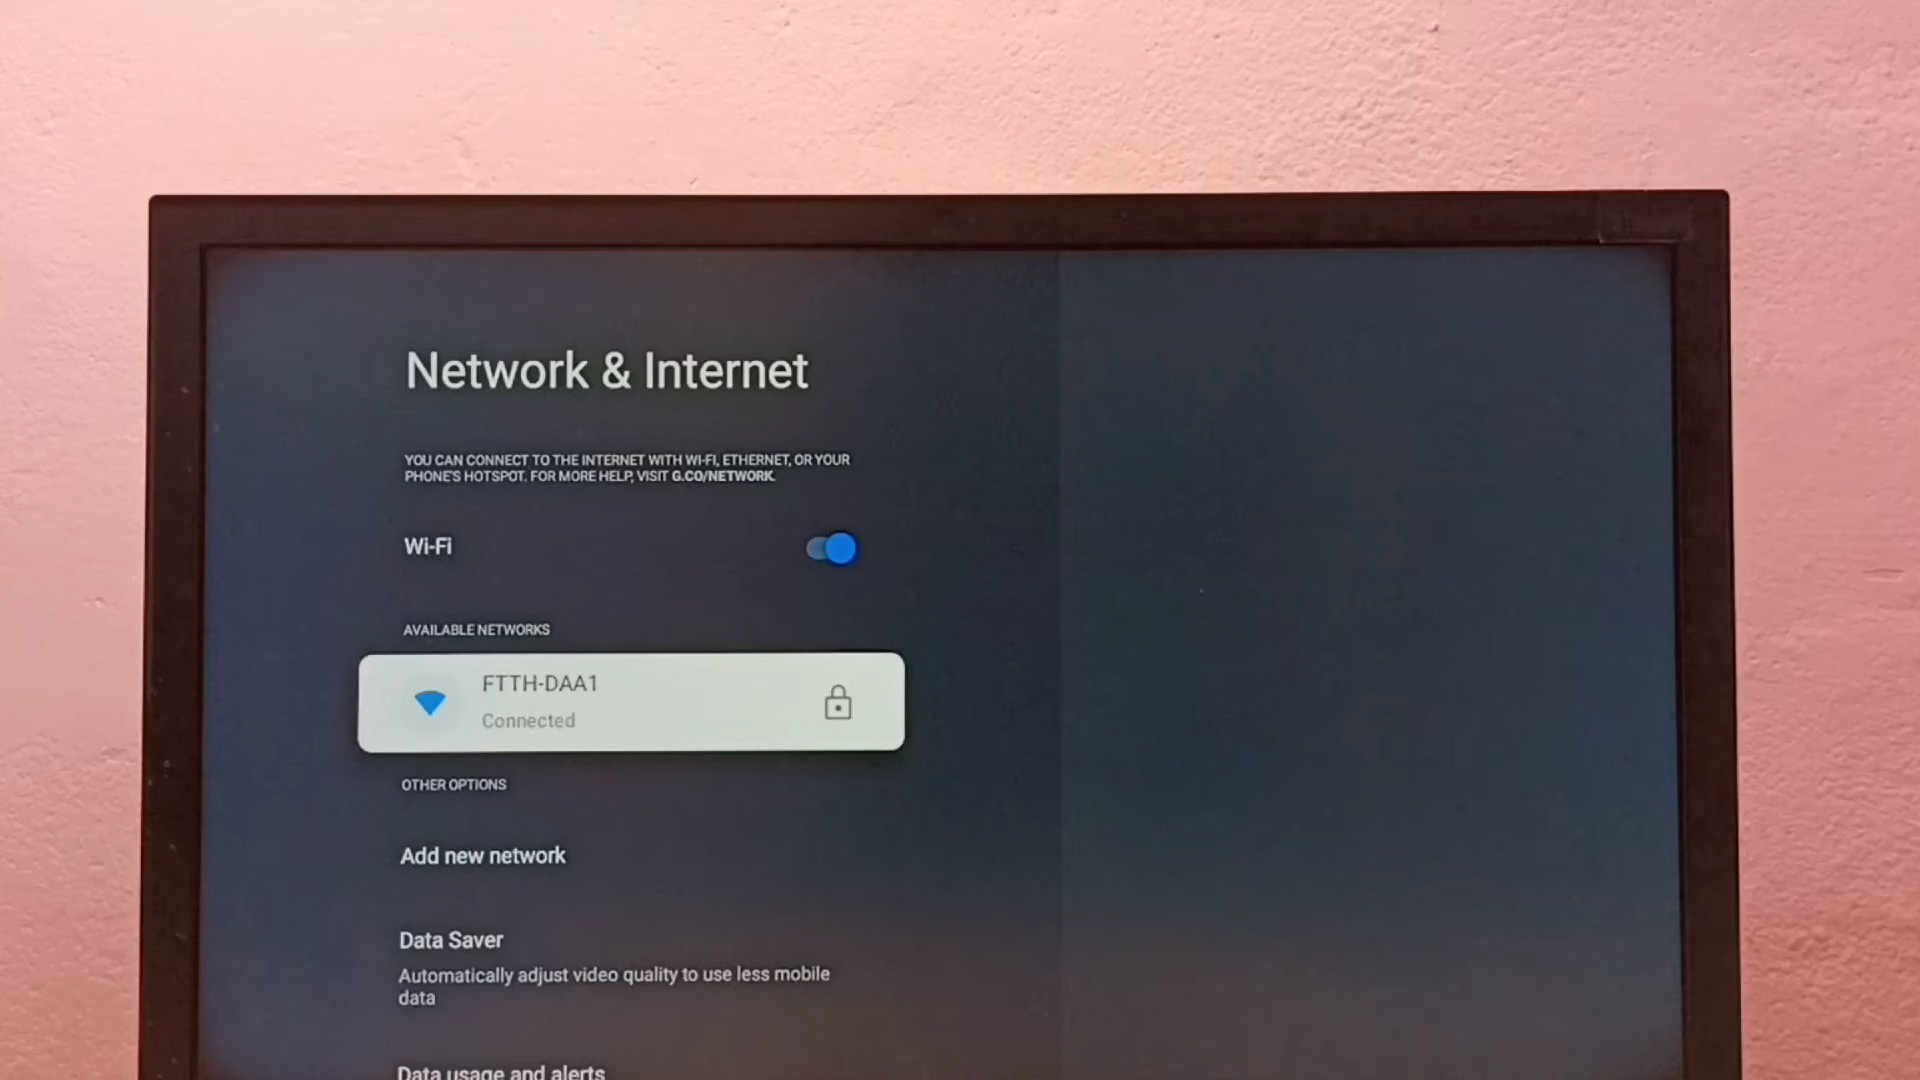 Network & Internet
YOU CAN CONNECT TO THE INTERNET WITH WI-FI, ETHERNET, OR YOUR
PHONE'S HOTSPOT. FOR MORE HELP, VISIT G.CO/NETWORK.
Wi-Fi
AVAILABLE NETWORKS
FTTH-DAA1
Connected
OTHER OPTIONS
Add new network
Data Saver
Automatically adjust video quality to use less mobile
data
Data usage and alerts